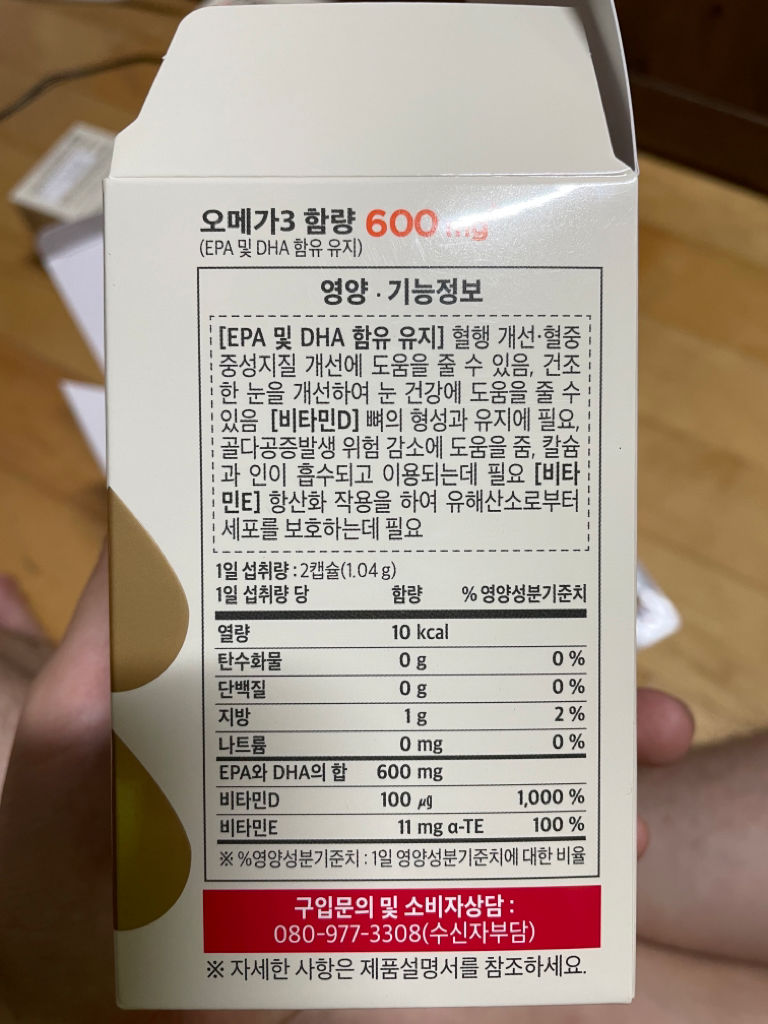 오메가3 함량 600 mg
(EPA 및 DHA 함유 유지)
영양 · 기능정보
[EPA 및 DHA 함유 유지] 혈행 개선·혈중
중성지질 개선에 도움을 줄 수 있음, 건조
한 눈을 개선하여 눈 건강에 도움을 줄 수
있음 [비타민D] 뼈의 형성과 유지에 필요,
골다공증발생 위험 감소에 도움을 줌, 칼슘
과 인이 흡수되고 이용되는데 필요 [비타
민E] 항산화 작용을 하여 유해산소로부터
세포를 보호하는데 필요
1일 섭취량 : 2캡슐(1.04 g)
1일 섭취량 당 함량 % 영양성분기준치
열량 10 kcal
탄수화물 0 g 0 %
단백질 0 g 0 %
지방 1 g 2 %
나트륨 0 mg 0 %
EPA와 DHA의 합 600 mg
비타민D 100 ㎍ 1,000 %
비타민E 11 mg α-TE 100 %
※ %영양성분기준치 : 1일 영양성분기준치에 대한 비율
구입문의 및 소비자상담 :
080-977-3308(수신자부담)
※ 자세한 사항은 제품설명서를 참조하세요.